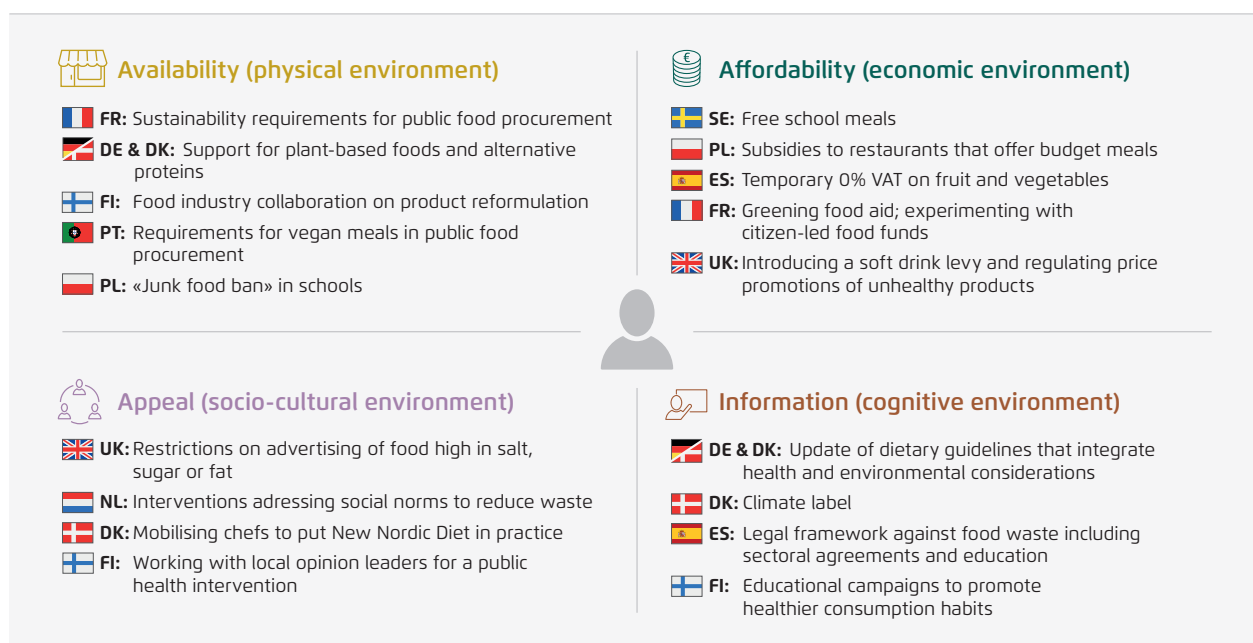 Availability (physical environment)
FR: Sustainability requirements for public food procurement
DE & DK: Support for plant-based foods and alternative
proteins
FI: Food industry collaboration on product reformulation
PT: Requirements for vegan meals in public food
procurement
PL: «Junk food ban» in schools
€
Affordability (economic environment)
SE: Free school meals
PL: Subsidies to restaurants that offer budget meals
ES: Temporary 0% VAT on fruit and vegetables
FR: Greening food aid; experimenting with
citizen-led food funds
UK: Introducing a soft drink levy and regulating price
promotions of unhealthy products
Appeal (socio-cultural environment)
UK: Restrictions on advertising of food high in salt,
sugar or fat
NL: Interventions adressing social norms to reduce waste
DK: Mobilising chefs to put New Nordic Diet in practice
FI: Working with local opinion leaders for a public
health intervention
Information (cognitive environment)
DE & DK: Update of dietary guidelines that integrate
health and environmental considerations
DK: Climate label
ES: Legal framework against food waste including
sectoral agreements and education
FI: Educational campaigns to promote
healthier consumption habits